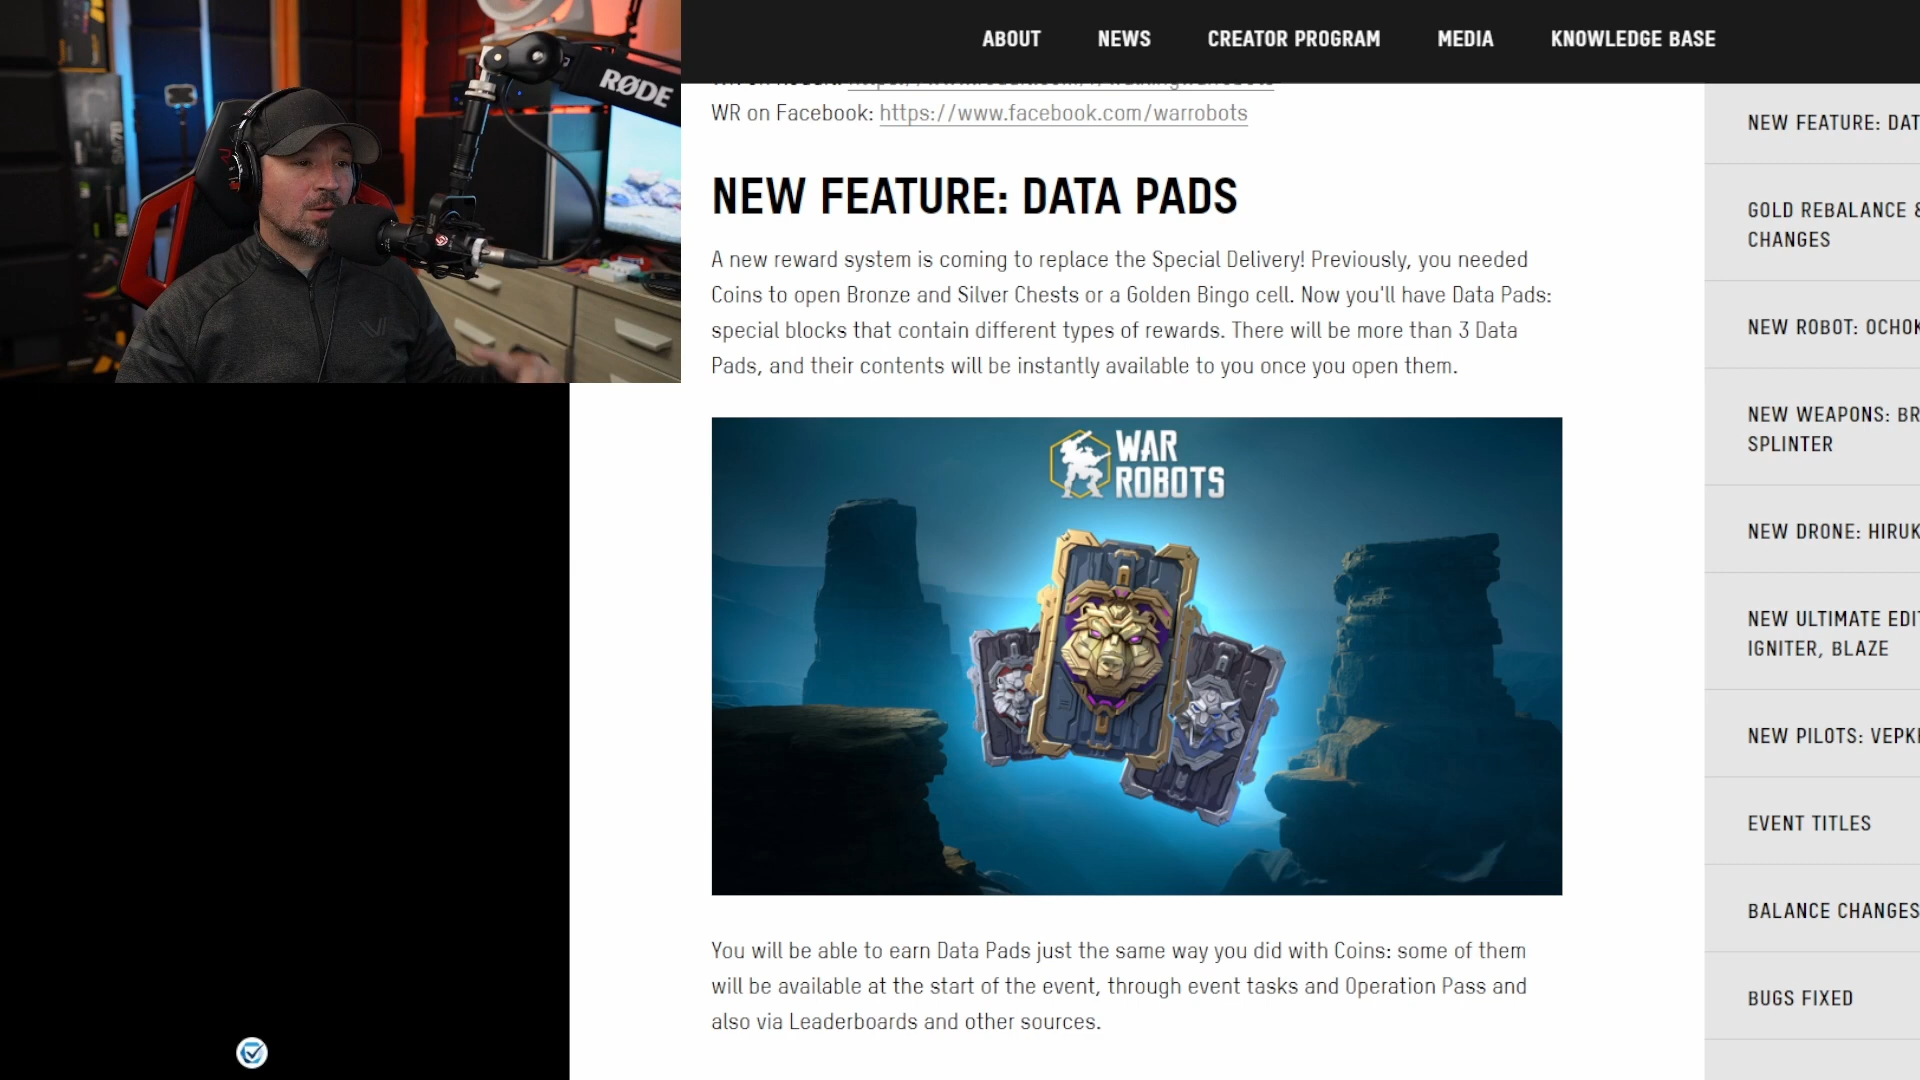 RØDE
ABOUT
NEWS
CREATOR PROGRAM
MEDIA
KNOWLEDGE BASE
WR on Facebook: https://www.facebook.com/warrobots
NEW FEATURE: DATA PADS
A new reward system is coming to replace the Special Delivery! Previously, you needed
Coins to open Bronze and Silver Chests or a Golden Bingo cell. Now you'll have Data Pads:
special blocks that contain different types of rewards. There will be more than 3 Data
Pads, and their contents will be instantly available to you once you open them.
WAR
ROBOTS
You will be able to earn Data Pads just the same way you did with Coins: some of them
will be available at the start of the event, through event tasks and Operation Pass and
also via Leaderboards and other sources.
NEW FEATURE: DAT
GOLD REBALANCE &
CHANGES
NEW ROBOT: OCHOK
NEW WEAPONS: BR
SPLINTER
NEW DRONE: HIRUK
NEW ULTIMATE EDIT
IGNITER, BLAZE
NEW PILOTS: VEPKH
EVENT TITLES
BALANCE CHANGES
BUGS FIXED